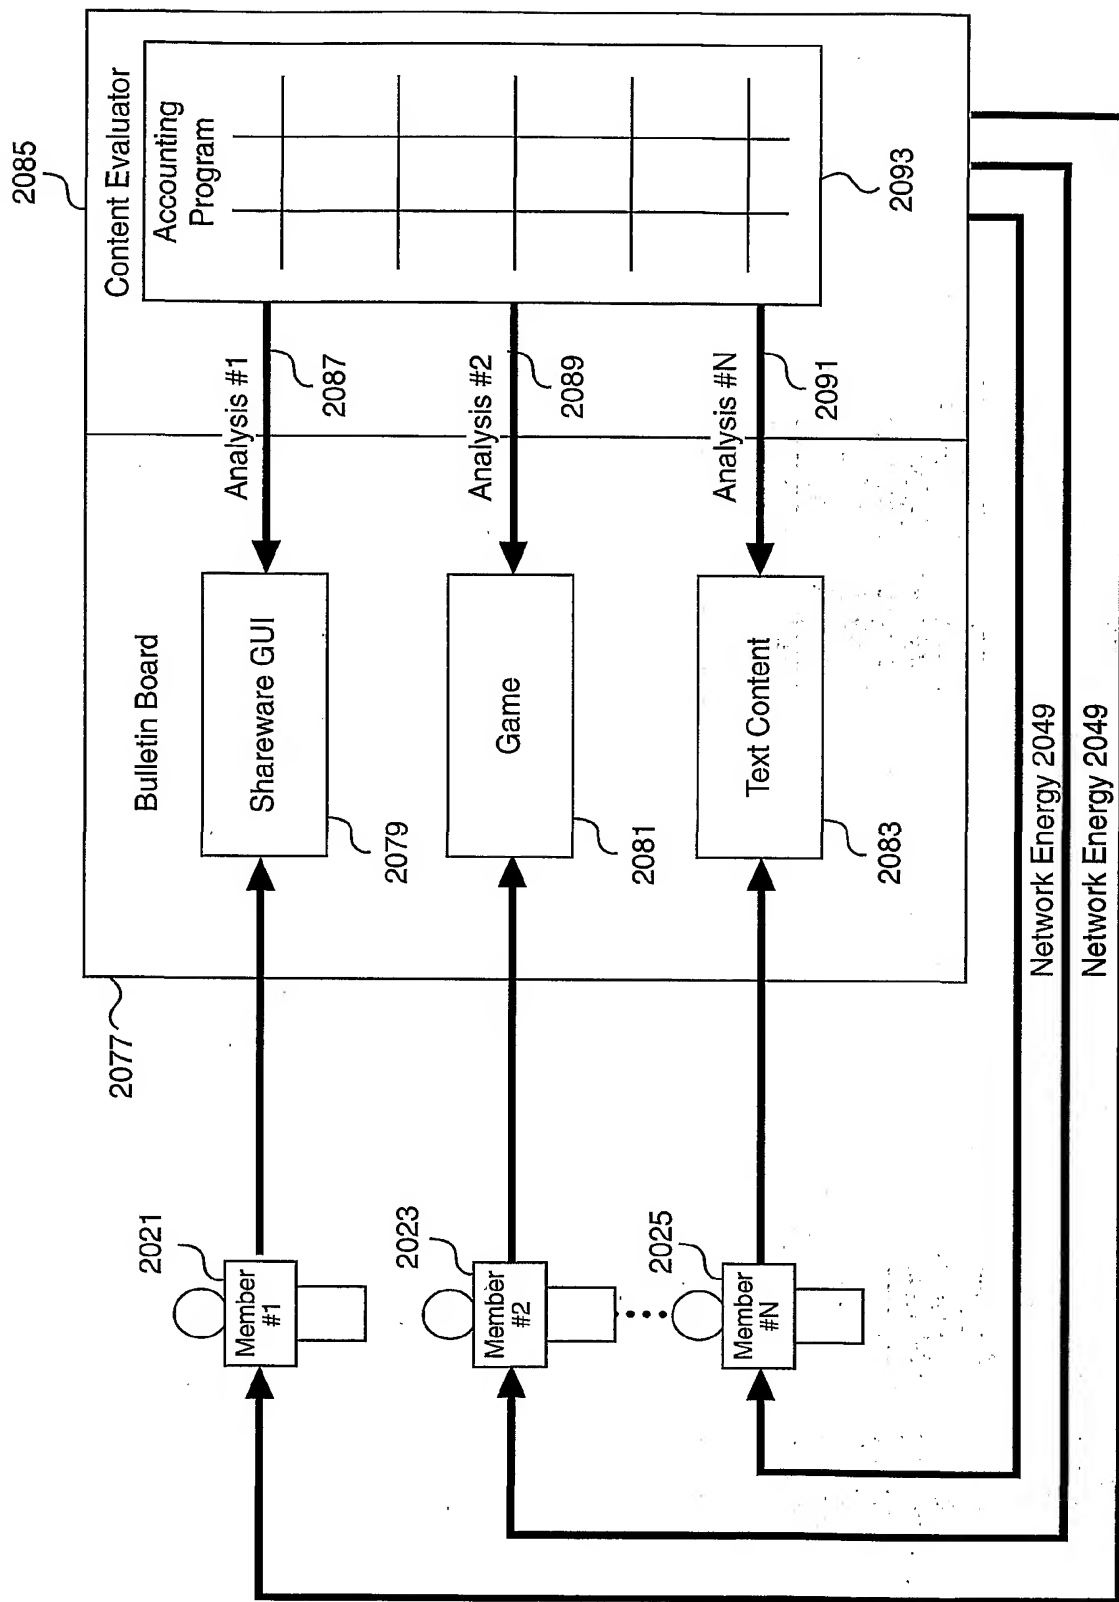 2085
Content Evaluator
Accounting
Program
2093
Analysis #1
2087
Analysis #2
2089
Analysis #N
2091
Bulletin Board
Shareware GUI
2079
Game
2081
Text Content
2083
2077
2021
Member
#1
2023
Member
#2
2025
Member
#N
Network Energy 2049
Network Energy 2049